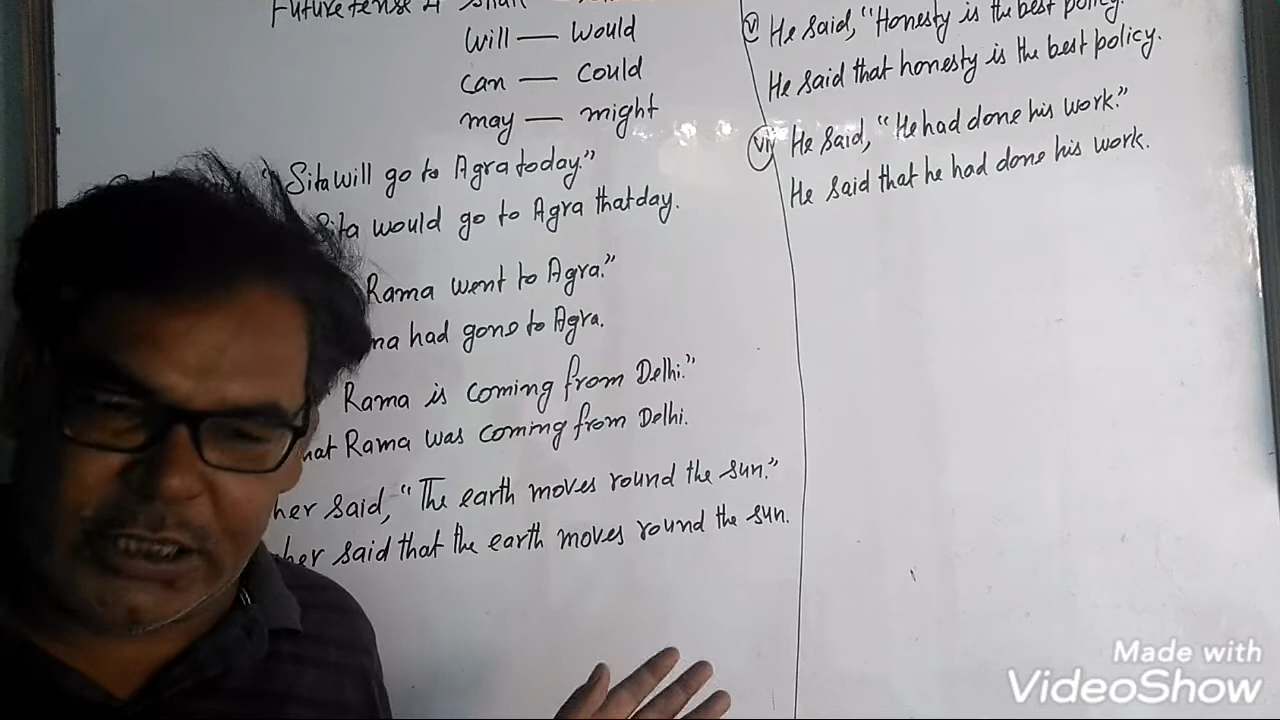 Future tense में shall
will — would
can — could
may — might
"Sita will go to Agra today."
Sita would go to Agra that day.
Rama went to Agra."
had gone to Agra.
Rama is coming from Delhi."
Rama was coming from Delhi.
said, "The earth moves round the sun."
said that the earth moves round the sun.
(v) He said, "Honesty is the best policy.
He said that honesty is the best policy.
(vi) He said, "He had done his work."
He said that he had done his work.
Made with
VideoShow